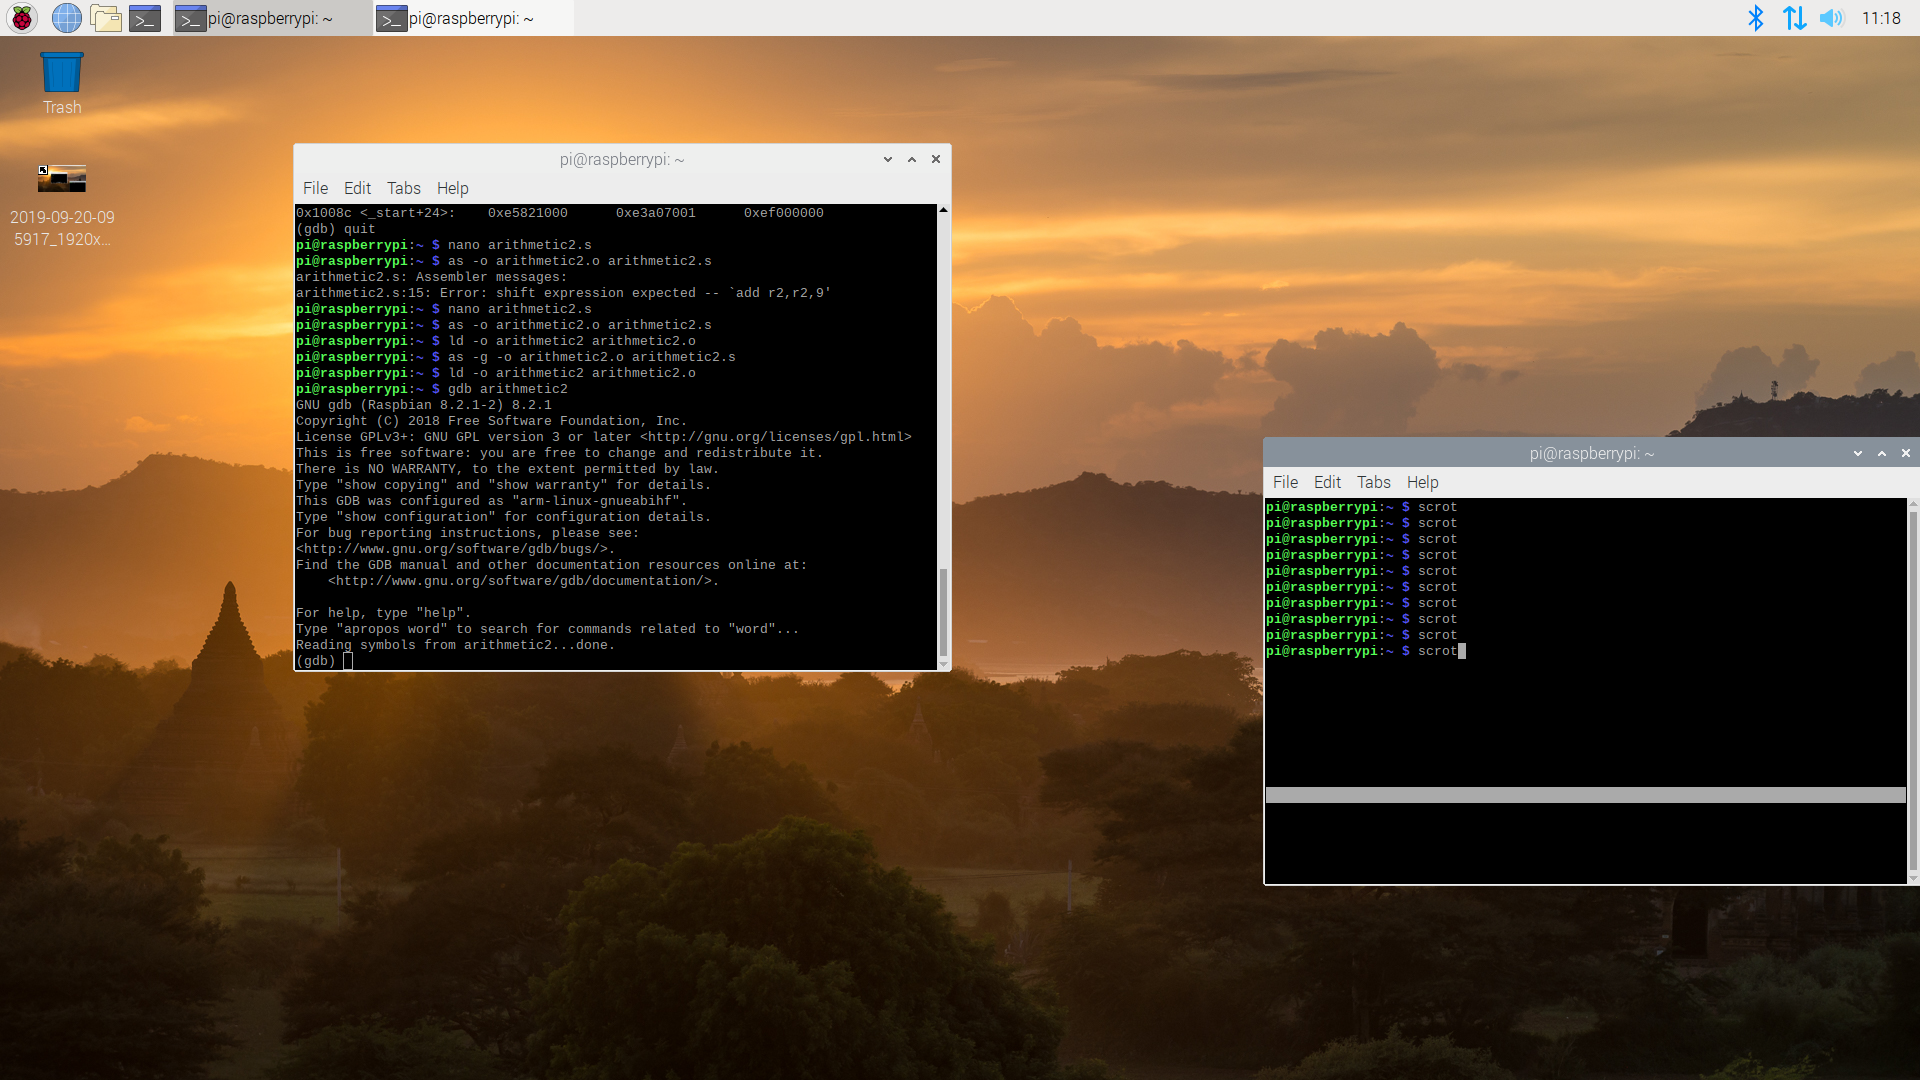 pi@raspberrypi: ~
pi@raspberrypi: ~
11:18
Trash
2019-09-20-09
5917_1920x...
pi@raspberrypi: ~
File Edit Tabs Help
0x1008c <_start+24>:    0xe5821000      0xe3a07001      0xef000000
(gdb) quit
pi@raspberrypi:~ $ nano arithmetic2.s
pi@raspberrypi:~ $ as -o arithmetic2.o arithmetic2.s
arithmetic2.s: Assembler messages:
arithmetic2.s:15: Error: shift expression expected -- `add r2,r2,9'
pi@raspberrypi:~ $ nano arithmetic2.s
pi@raspberrypi:~ $ as -o arithmetic2.o arithmetic2.s
pi@raspberrypi:~ $ ld -o arithmetic2 arithmetic2.o
pi@raspberrypi:~ $ as -g -o arithmetic2.o arithmetic2.s
pi@raspberrypi:~ $ ld -o arithmetic2 arithmetic2.o
pi@raspberrypi:~ $ gdb arithmetic2
GNU gdb (Raspbian 8.2.1-2) 8.2.1
Copyright (C) 2018 Free Software Foundation, Inc.
License GPLv3+: GNU GPL version 3 or later <http://gnu.org/licenses/gpl.html>
This is free software: you are free to change and redistribute it.
There is NO WARRANTY, to the extent permitted by law.
Type "show copying" and "show warranty" for details.
This GDB was configured as "arm-linux-gnueabihf".
Type "show configuration" for configuration details.
For bug reporting instructions, please see:
<http://www.gnu.org/software/gdb/bugs/>.
Find the GDB manual and other documentation resources online at:
    <http://www.gnu.org/software/gdb/documentation/>.
For help, type "help".
Type "apropos word" to search for commands related to "word"...
Reading symbols from arithmetic2...done.
(gdb)
pi@raspberrypi: ~
File Edit Tabs Help
pi@raspberrypi:~ $ scrot
pi@raspberrypi:~ $ scrot
pi@raspberrypi:~ $ scrot
pi@raspberrypi:~ $ scrot
pi@raspberrypi:~ $ scrot
pi@raspberrypi:~ $ scrot
pi@raspberrypi:~ $ scrot
pi@raspberrypi:~ $ scrot
pi@raspberrypi:~ $ scrot
pi@raspberrypi:~ $ scrot